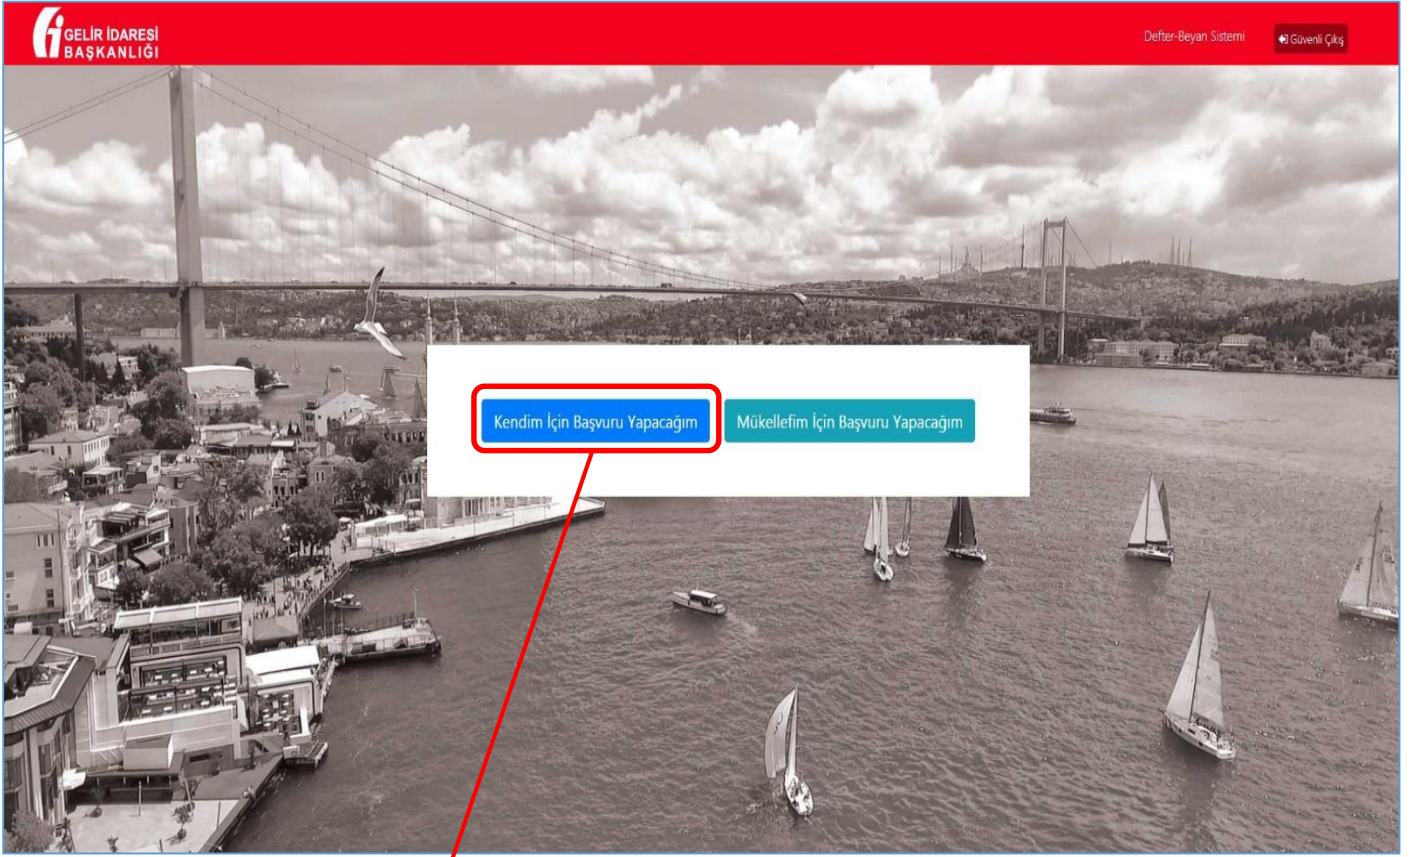 GELİR İDARESİ
BAŞKANLIĞI
Defter-Beyan Sistemi
Güvenli Çıkış
Kendim İçin Başvuru Yapacağım
Mükellefim İçin Başvuru Yapacağım